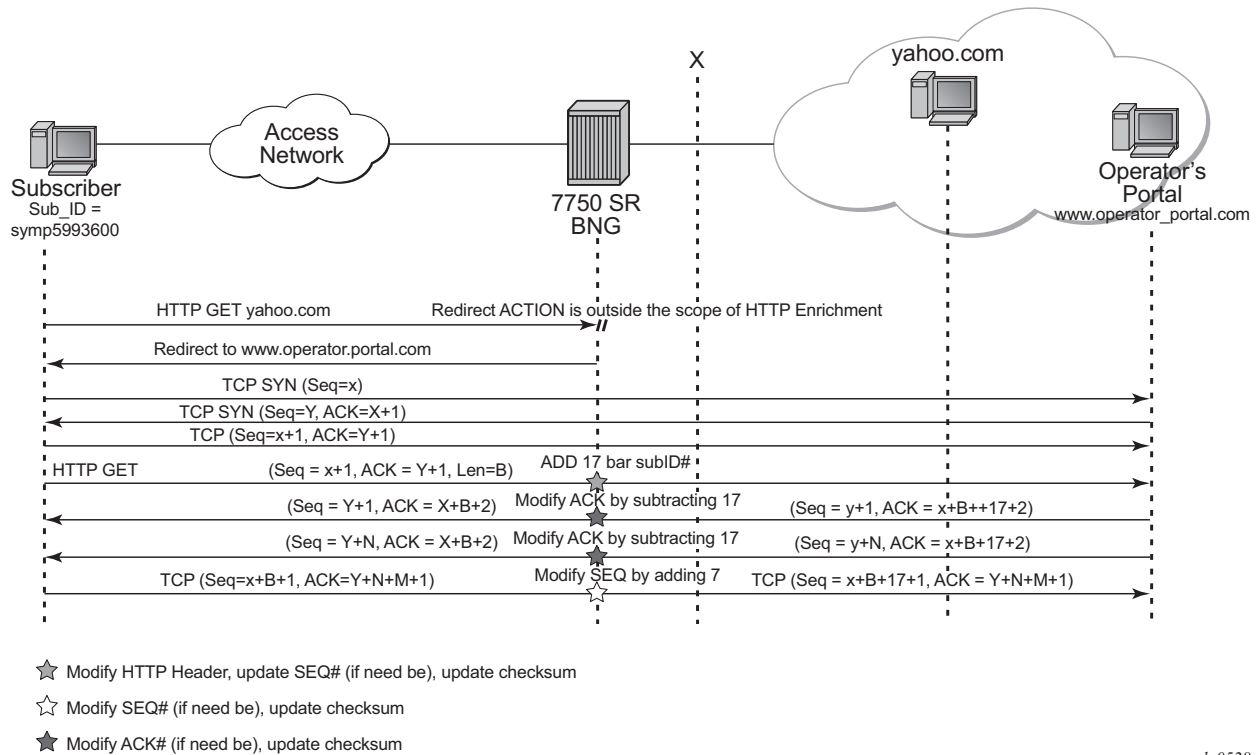 X
yahoo.com
Access
Network
Subscriber
Sub_ID =
symp5993600
7750 SR
BNG
Operator's
Portal
www.operator_portal.com
HTTP GET yahoo.com
Redirect ACTION is outside the scope of HTTP Enrichment
Redirect to www.operator.portal.com
TCP SYN (Seq=x)
TCP SYN (Seq=Y, ACK=X+1)
TCP (Seq=x+1, ACK=Y+1)
HTTP GET
(Seq = x+1, ACK = Y+1, Len=B)
ADD 17 bar subID#
(Seq = Y+1, ACK = X+B+2)
Modify ACK by subtracting 17
(Seq = y+1, ACK = x+B++17+2)
(Seq = Y+N, ACK = X+B+2)
Modify ACK by subtracting 17
(Seq = y+N, ACK = x+B+17+2)
TCP (Seq=x+B+1, ACK=Y+N+M+1)
Modify SEQ by adding 7
TCP (Seq = x+B+17+1, ACK = Y+N+M+1)
Modify HTTP Header, update SEQ# (if need be), update checksum
Modify SEQ# (if need be), update checksum
Modify ACK# (if need be), update checksum